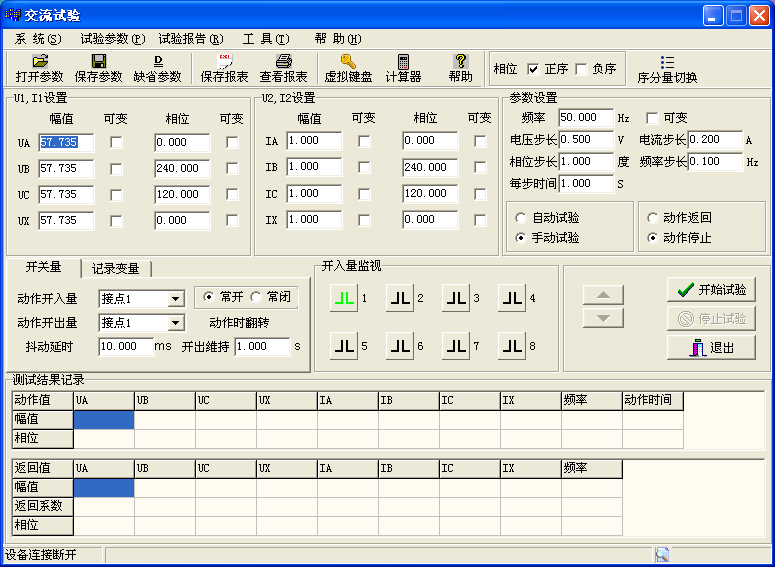 交流试验
系 统(S) 试验参数(P) 试验报告(R) 工 具(T) 帮 助(H)
打开参数 保存参数 缺省参数 保存报表 查看报表 虚拟键盘 计算器 帮助 相位 正序 负序 序分量切换
U1,I1设置 U2,I2设置 参数设置
幅值 可变 相位 可变 幅值 可变 相位 可变 频率 50.000 Hz 可变
UA 57.735 0.000 IA 1.000 0.000 电压步长 0.500 V 电流步长 0.200 A
UB 57.735 240.000 IB 1.000 240.000 相位步长 1.000 度 频率步长 0.100 Hz
UC 57.735 120.000 IC 1.000 120.000 每步时间 1.000 S
UX 57.735 0.000 IX 1.000 0.000 自动试验 动作返回
手动试验 动作停止
开关量 记录变量 开入量监视
动作开入量 接点1 常开 常闭 1 2 3 4 开始试验
动作开出量 接点1 动作时翻转 停止试验
抖动延时 10.000 ms 开出维持 1.000 s 5 6 7 8 退出
测试结果记录
动作值 UA UB UC UX IA IB IC IX 频率 动作时间
幅值
相位
返回值 UA UB UC UX IA IB IC IX 频率
幅值
返回系数
相位
设备连接断开